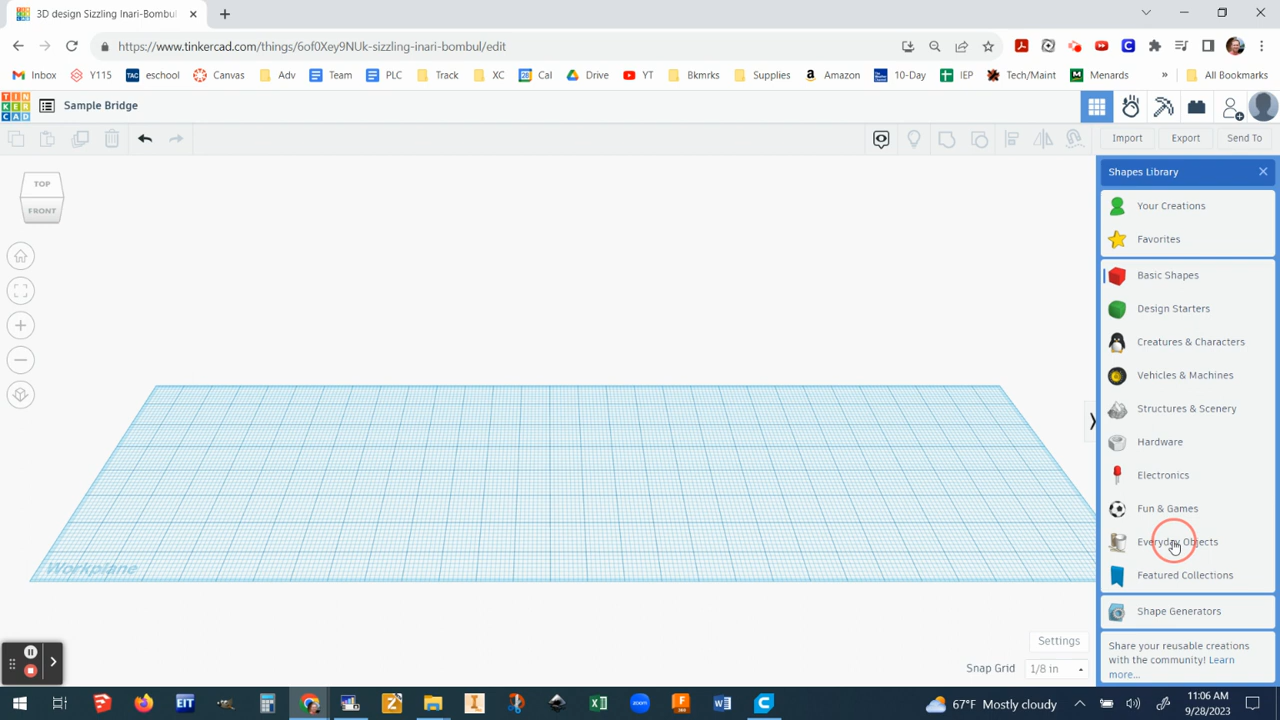 3D design Sizzling Inari-Bombul
https://www.tinkercad.com/things/6of0Xey9NUk-sizzling-inari-bombul/edit
Inbox Y115 eschool Canvas Adv Team PLC Track XC Cal Drive YT Bkmrks Supplies Amazon 10-Day IEP Tech/Maint Menards » All Bookmarks
TIN
KER
CAD
Sample Bridge
Import Export Send To
TOP
FRONT
Shapes Library
Your Creations
Favorites
Basic Shapes
Design Starters
Creatures & Characters
Vehicles & Machines
Structures & Scenery
Hardware
Electronics
Fun & Games
Everyday Objects
Featured Collections
Shape Generators
Share your reusable creations
with the community! Learn
more...
Workplane
Settings
Snap Grid 1/8 in
EIT
67°F Mostly cloudy
11:06 AM
9/28/2023